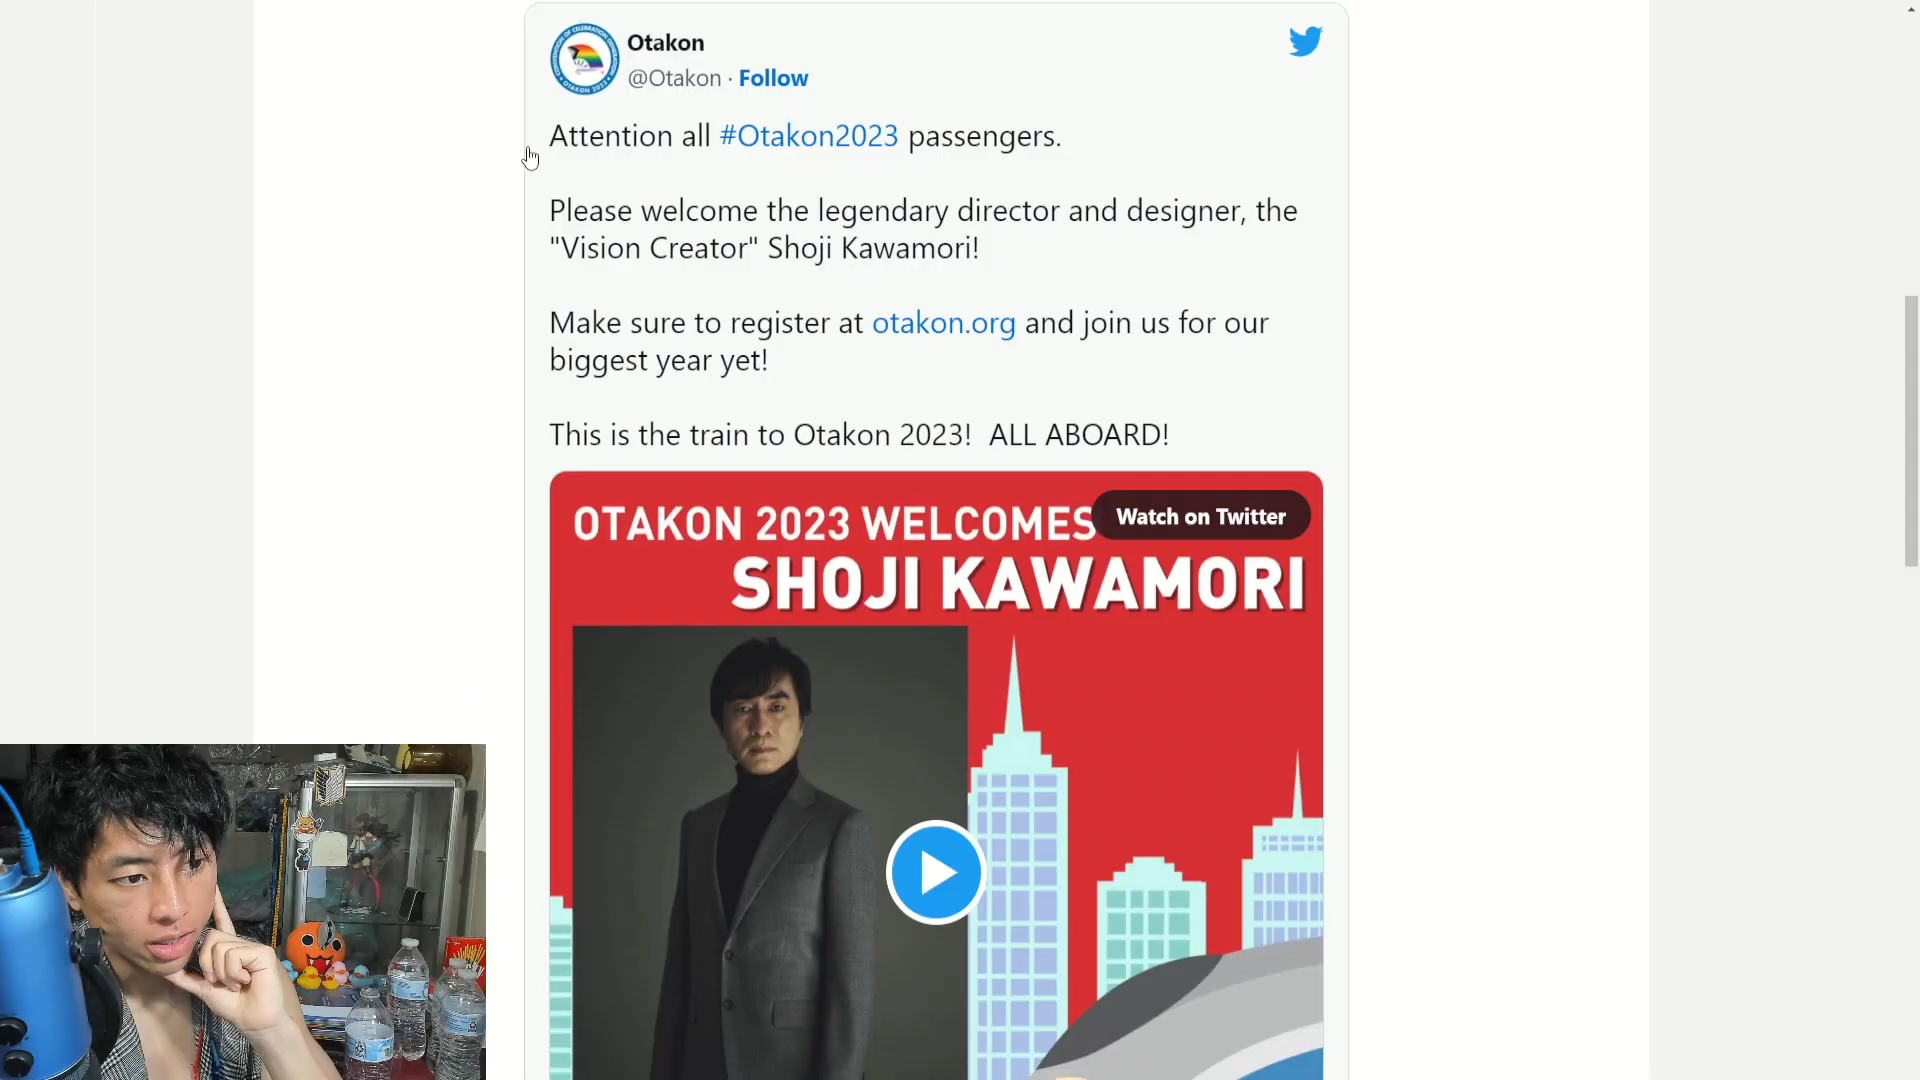 Otakon
@Otakon · Follow
Attention all #Otakon2023 passengers.
Please welcome the legendary director and designer, the
"Vision Creator" Shoji Kawamori!
Make sure to register at otakon.org and join us for our
biggest year yet!
This is the train to Otakon 2023!  ALL ABOARD!
OTAKON 2023 WELCOMES
Watch on Twitter
SHOJI KAWAMORI